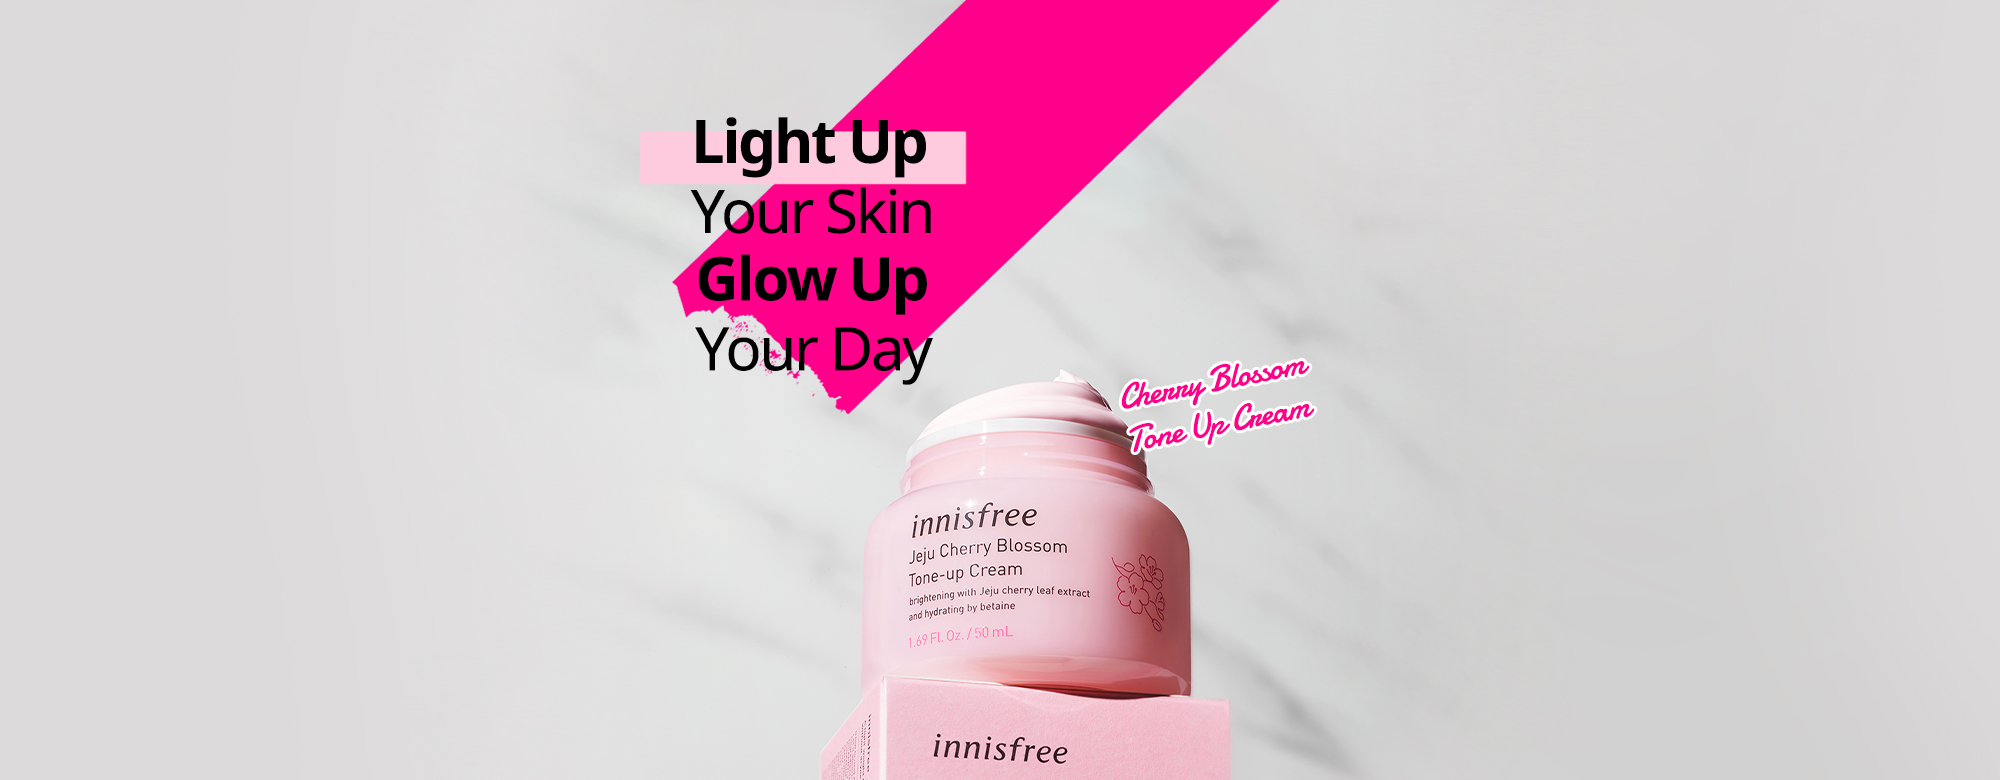 Light Up
Your Skin
Glow Up
Your Day
Cherry Blossom
Tone Up Cream
innisfree
Jeju Cherry Blossom
Tone-up Cream
brightening with Jeju cherry leaf extract
and hydrating by betaine
1.69 FL. Oz. / 50 mL
innisfree